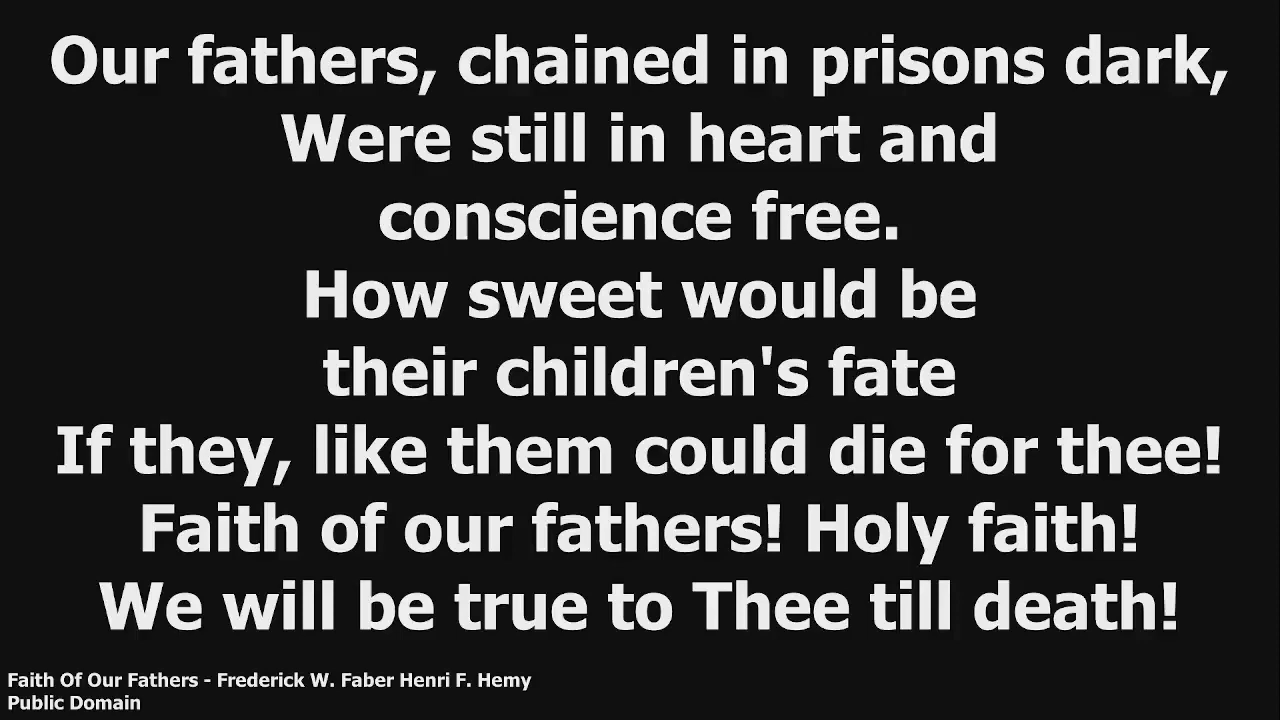 Our fathers, chained in prisons dark,
Were still in heart and
conscience free.
How sweet would be
their children's fate
If they, like them could die for thee!
Faith of our fathers! Holy faith!
We will be true to Thee till death!
Faith Of Our Fathers - Frederick W. Faber Henri F. Hemy
Public Domain